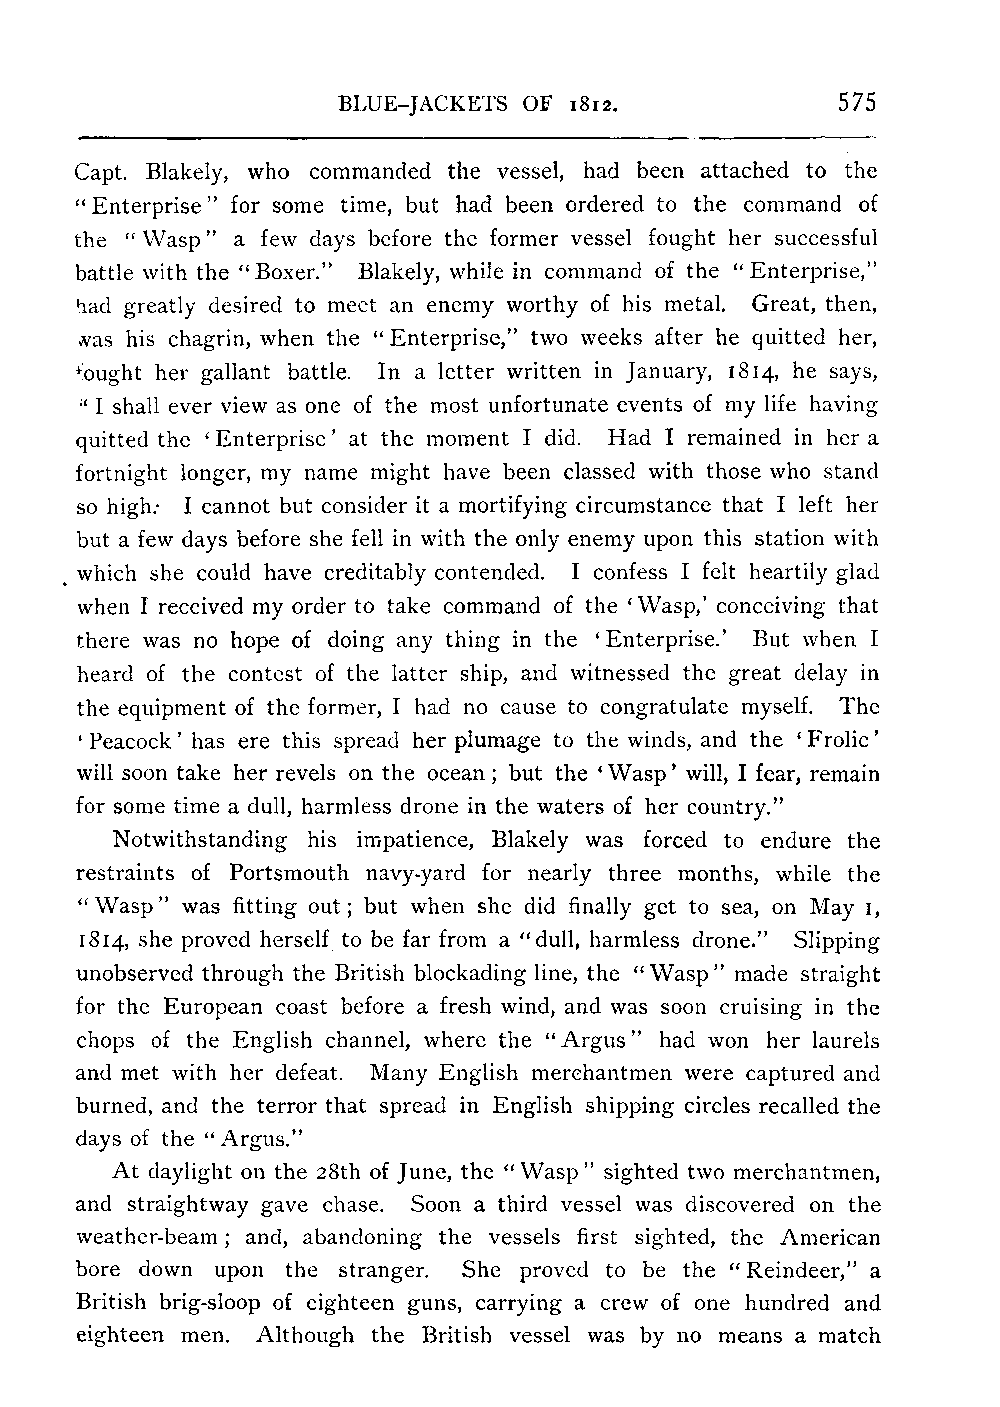 BLUE-JACKETS OF 1812. 575
Capt. Blakely, who commanded the vessel, had been attached to the
"Enterprise" for some time, but had been ordered to the command of
the "Wasp" a few days before the former vessel fought her successful
battle with the "Boxer." Blakely, while in command of the "Enterprise,"
had greatly desired to meet an enemy worthy of his metal. Great, then,
was his chagrin, when the "Enterprise," two weeks after he quitted her,
fought her gallant battle. In a letter written in January, 1814, he says,
"I shall ever view as one of the most unfortunate events of my life having
quitted the 'Enterprise' at the moment I did. Had I remained in her a
fortnight longer, my name might have been classed with those who stand
so high. I cannot but consider it a mortifying circumstance that I left her
but a few days before she fell in with the only enemy upon this station with
which she could have creditably contended. I confess I felt heartily glad
when I received my order to take command of the 'Wasp,' conceiving that
there was no hope of doing any thing in the 'Enterprise.' But when I
heard of the contest of the latter ship, and witnessed the great delay in
the equipment of the former, I had no cause to congratulate myself. The
'Peacock' has ere this spread her plumage to the winds, and the 'Frolic'
will soon take her revels on the ocean; but the 'Wasp' will, I fear, remain
for some time a dull, harmless drone in the waters of her country."
Notwithstanding his impatience, Blakely was forced to endure the
restraints of Portsmouth navy-yard for nearly three months, while the
"Wasp" was fitting out; but when she did finally get to sea, on May 1,
1814, she proved herself to be far from a "dull, harmless drone." Slipping
unobserved through the British blockading line, the "Wasp" made straight
for the European coast before a fresh wind, and was soon cruising in the
chops of the English channel, where the "Argus" had won her laurels
and met with her defeat. Many English merchantmen were captured and
burned, and the terror that spread in English shipping circles recalled the
days of the "Argus."
At daylight on the 28th of June, the "Wasp" sighted two merchantmen,
and straightway gave chase. Soon a third vessel was discovered on the
weather-beam; and, abandoning the vessels first sighted, the American
bore down upon the stranger. She proved to be the "Reindeer," a
British brig-sloop of eighteen guns, carrying a crew of one hundred and
eighteen men. Although the British vessel was by no means a match